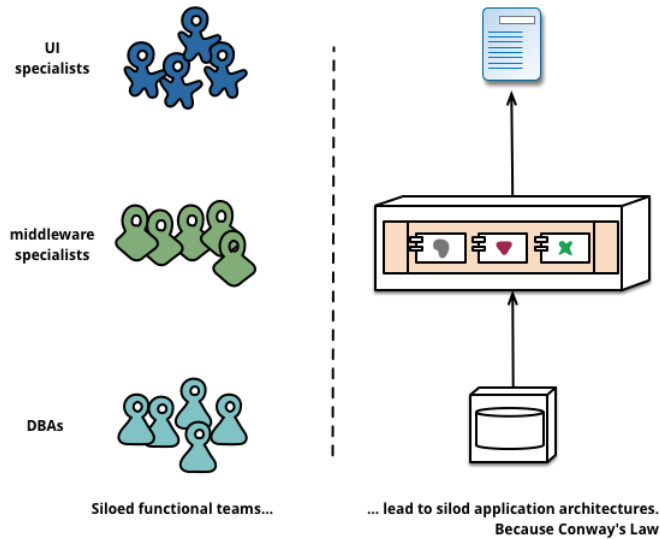 UI
specialists
middleware
specialists
DBAs
Siloed functional teams...
... lead to silod application architectures.
Because Conway's Law